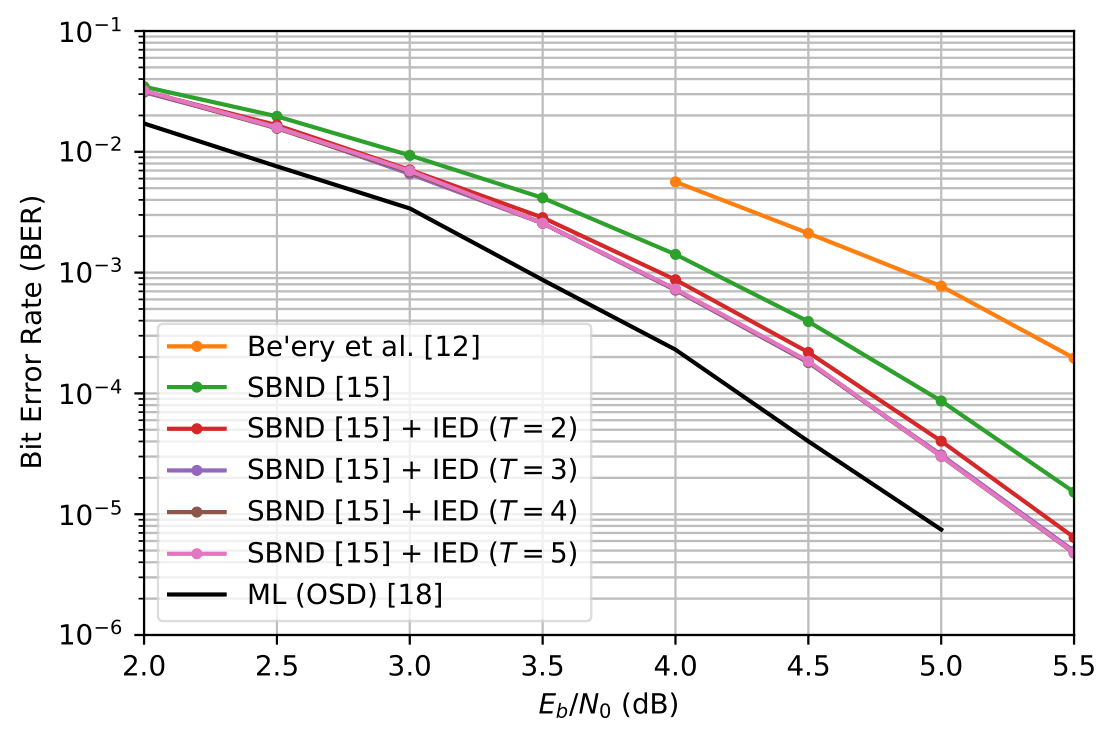 10⁻¹
10⁻²
10⁻³
10⁻⁴
10⁻⁵
10⁻⁶
Bit Error Rate (BER)
Be'ery et al. [12]
SBND [15]
SBND [15] + IED (T = 2)
SBND [15] + IED (T = 3)
SBND [15] + IED (T = 4)
SBND [15] + IED (T = 5)
ML (OSD) [18]
2.0 2.5 3.0 3.5 4.0 4.5 5.0 5.5
E_b/N_0 (dB)